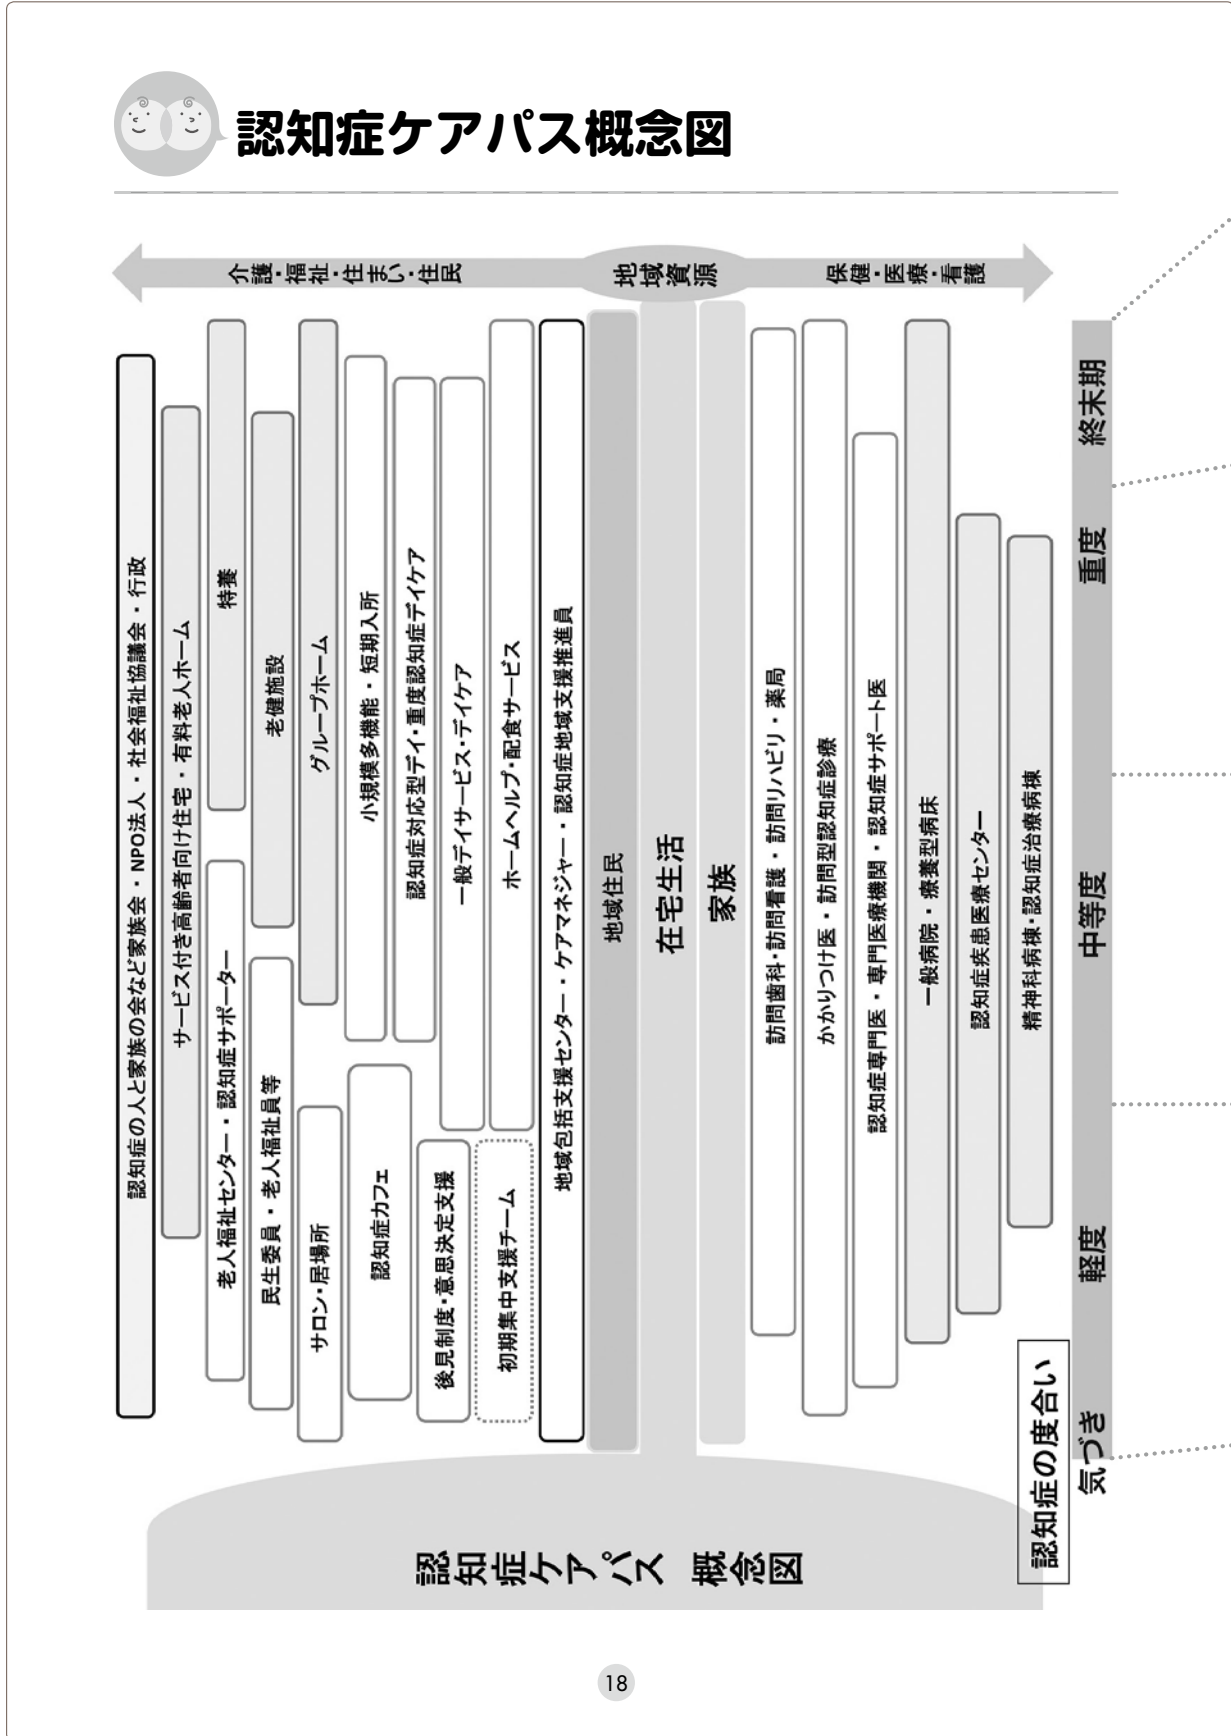 認知症ケアパス概念図
介護・福祉・住まい・住民
地域資源
保健・医療・看護
認知症の人と家族の会など家族会・NPO法人・社会福祉協議会・行政
サービス付き高齢者向け住宅・有料老人ホーム
特養
老人福祉センター・認知症サポーター
老健施設
民生委員・老人福祉員等
グループホーム
サロン・居場所
小規模多機能・短期入所
認知症カフェ
認知症対応型デイ・重度認知症デイケア
一般デイサービス・デイケア
後見制度・意思決定支援
ホームヘルプ・配食サービス
初期集中支援チーム
地域包括支援センター・ケアマネジャー・認知症地域支援推進員
地域住民
在宅生活
家族
訪問歯科・訪問看護・訪問リハビリ・薬局
かかりつけ医・訪問型認知症診療
認知症専門医・専門医療機関・認知症サポート医
一般病院・療養型病床
認知症疾患医療センター
精神科病棟・認知症治療病棟
認知症の度合い
気づき
軽度
中等度
重度
終末期
認知症ケアパス 概念図
18